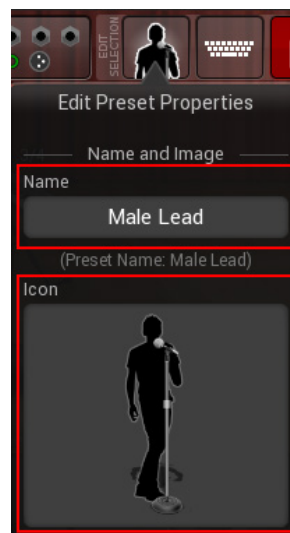 EDIT
SELECTION
Edit Preset Properties
Name and Image
Name
Male Lead
(Preset Name: Male Lead)
Icon